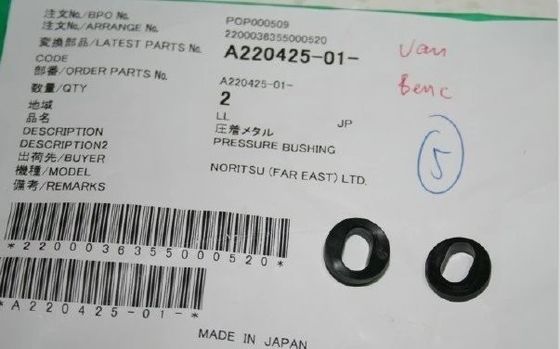 注文No./BPO No. POP000509
注文No./ARRANGE No. 2200036355000520
変換部品/LATEST PARTS No. A220425-01-
CODE
部番/ORDER PARTS No. A220425-01-
数量/QTY 2
地域 LL JP
品名 圧着メタル
DESCRIPTION PRESSURE BUSHING
DESCRIPTION2
出荷先/BUYER NORITSU (FAR EAST) LTD.
機種/MODEL
備考/REMARKS
Van
Benc
5
*2200036355000520*
*A220425-01-*
MADE IN JAPAN